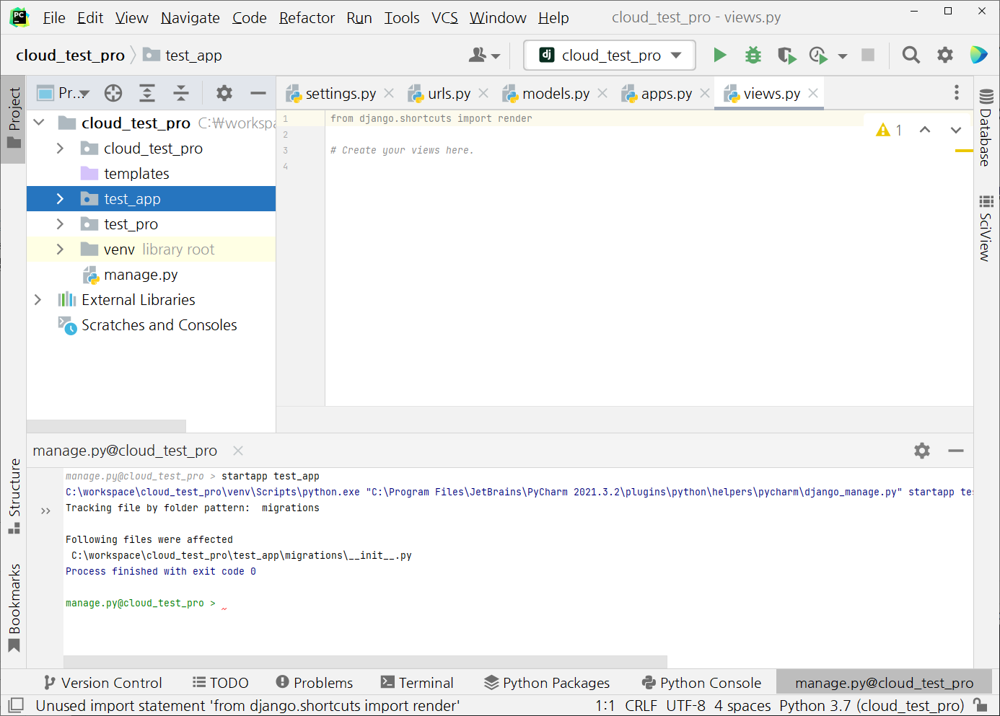 PC File Edit View Navigate Code Refactor Run Tools VCS Window Help cloud_test_pro - views.py
cloud_test_pro test_app dj cloud_test_pro
Project
Pr...
settings.py urls.py models.py apps.py views.py
cloud_test_pro C:₩workspa
cloud_test_pro
templates
test_app
test_pro
venv library root
manage.py
External Libraries
Scratches and Consoles
1 from django.shortcuts import render
2
3 # Create your views here.
4
1
Database
SciView
manage.py@cloud_test_pro
Structure
Bookmarks
manage.py@cloud_test_pro > startapp test_app
C:\workspace\cloud_test_pro\venv\Scripts\python.exe "C:\Program Files\JetBrains\PyCharm 2021.3.2\plugins\python\helpers\pycharm\django_manage.py" startapp tes
Tracking file by folder pattern:  migrations
Following files were affected
C:\workspace\cloud_test_pro\test_app\migrations\__init__.py
Process finished with exit code 0
manage.py@cloud_test_pro >
Version Control TODO Problems Terminal Python Packages Python Console manage.py@cloud_test_pro
Unused import statement 'from django.shortcuts import render' 1:1 CRLF UTF-8 4 spaces Python 3.7 (cloud_test_pro)